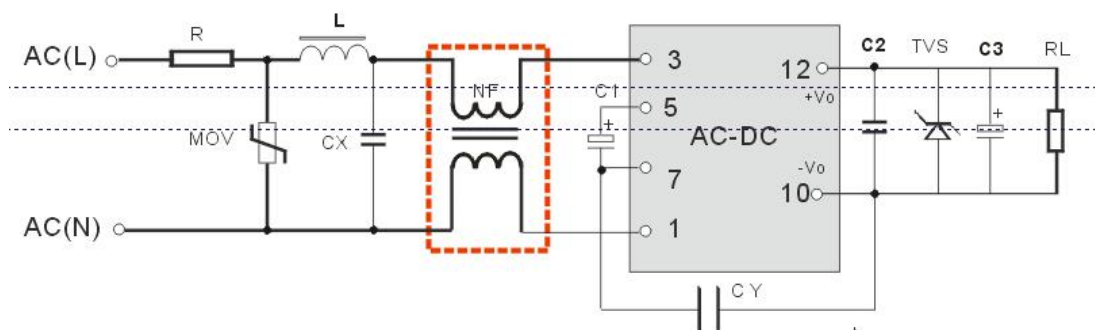 AC(L)
R
L
MOV
CX
NF
C1
+
3
5
7
1
AC-DC
12
+Vo
-Vo
10
C2
TVS
C3
+
RL
AC(N)
CY